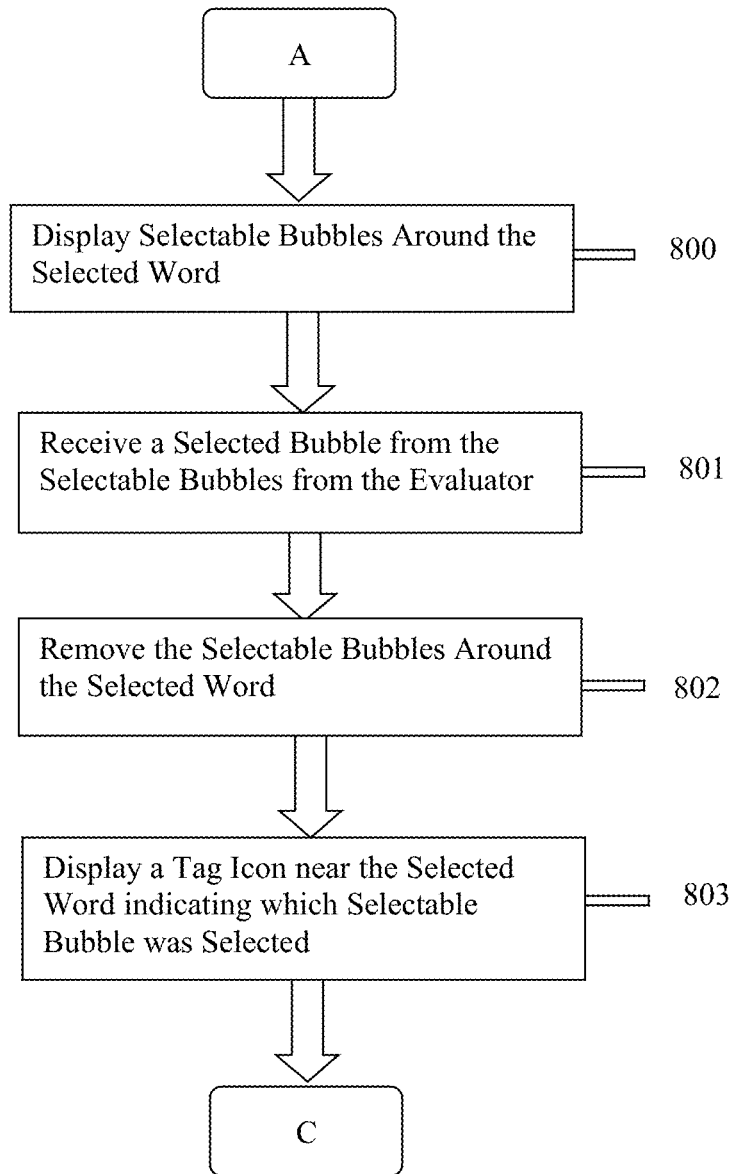 A
Display Selectable Bubbles Around the
Selected Word
800
Receive a Selected Bubble from the
Selectable Bubbles from the Evaluator
801
Remove the Selectable Bubbles Around
the Selected Word
802
Display a Tag Icon near the Selected
Word indicating which Selectable
Bubble was Selected
803
C